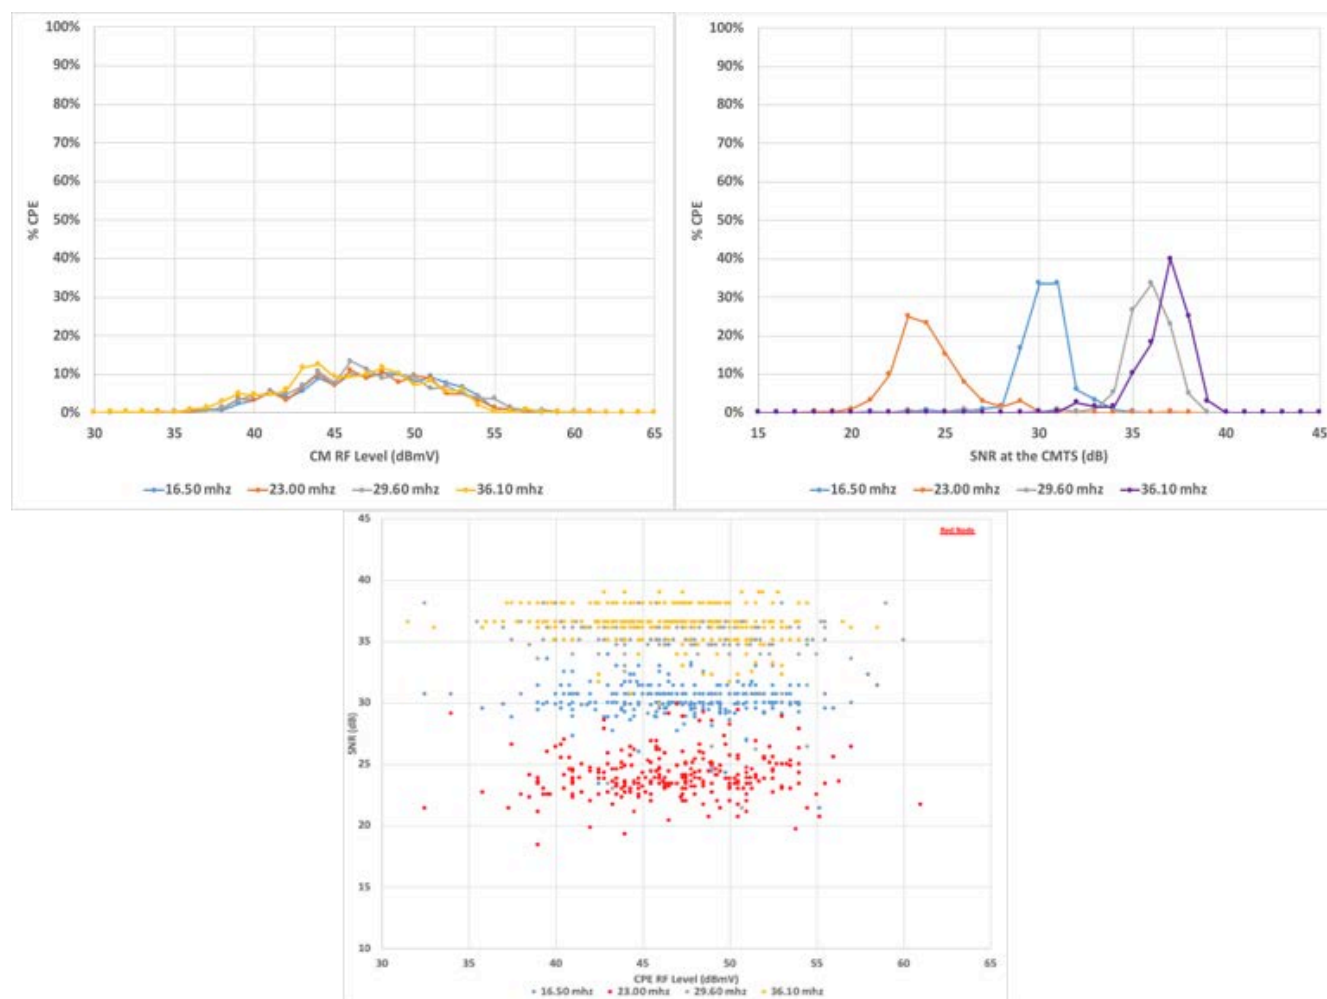 100%
90%
80%
70%
60%
50%
40%
30%
20%
10%
0%
% CPE
30 35 40 45 50 55 60 65
CM RF Level (dBmV)
16.50 mhz 23.00 mhz 29.60 mhz 36.10 mhz
100%
90%
80%
70%
60%
50%
40%
30%
20%
10%
0%
% CPE
15 20 25 30 35 40 45
SNR at the CMTS (dB)
16.50 mhz 23.00 mhz 29.60 mhz 36.10 mhz
Red Node
45
40
35
30
25
20
15
10
SNR (dB)
30 35 40 45 50 55 60 65
CPE RF Level (dBmV)
16.50 mhz 23.00 mhz 29.60 mhz 36.10 mhz